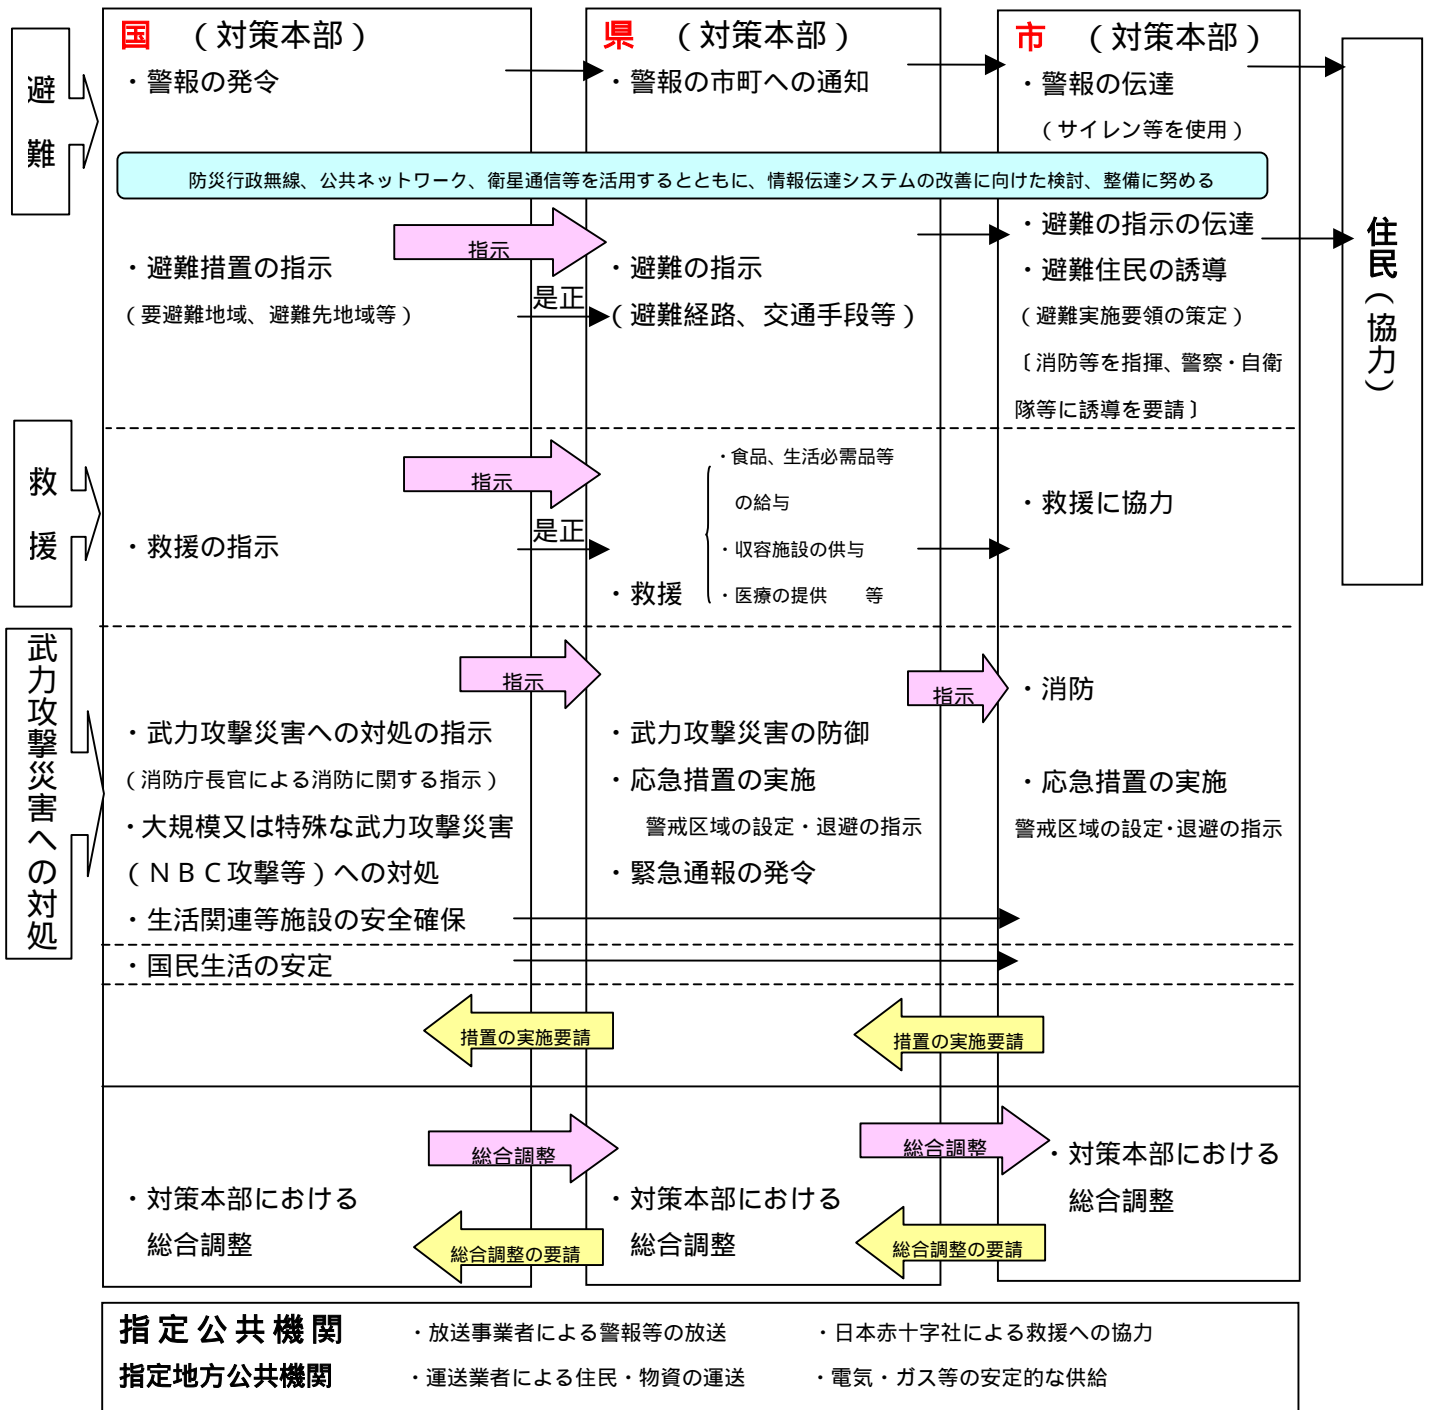 国 （対策本部）
県 （対策本部）
市 （対策本部）
避難
・警報の発令
・警報の市町への通知
・警報の伝達
（サイレン等を使用）
防災行政無線、公共ネットワーク、衛星通信等を活用するとともに、情報伝達システムの改善に向けた検討、整備に努める
指示
・避難措置の指示
（要避難地域、避難先地域等）
是正
・避難の指示
（避難経路、交通手段等）
・避難の指示の伝達
・避難住民の誘導
（避難実施要領の策定）
〔消防等を指揮、警察・自衛
隊等に誘導を要請〕
住民（協力）
救援
指示
・救援の指示
是正
・救援
・食品、生活必需品等
の給与
・収容施設の供与
・医療の提供　等
・救援に協力
武力攻撃災害への対処
指示
指示
・武力攻撃災害への対処の指示
（消防庁長官による消防に関する指示）
・大規模又は特殊な武力攻撃災害
（ＮＢＣ攻撃等）への対処
・生活関連等施設の安全確保
・武力攻撃災害の防御
・応急措置の実施
警戒区域の設定・退避の指示
・緊急通報の発令
・消防
・応急措置の実施
警戒区域の設定・退避の指示
・国民生活の安定
措置の実施要請
措置の実施要請
総合調整
総合調整
・対策本部における
総合調整
・対策本部における
総合調整
・対策本部における
総合調整
総合調整の要請
総合調整の要請
指定公共機関
・放送事業者による警報等の放送
・日本赤十字社による救援への協力
指定地方公共機関
・運送業者による住民・物資の運送
・電気・ガス等の安定的な供給